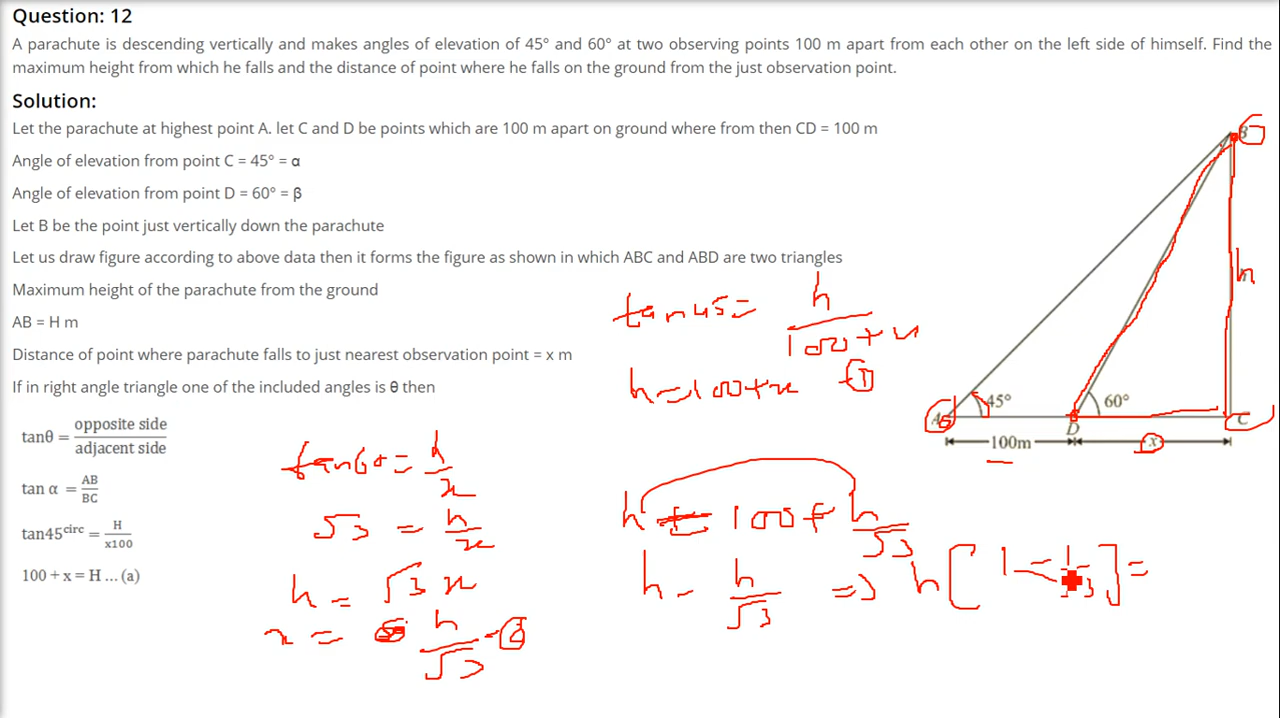 Question: 12
A parachute is descending vertically and makes angles of elevation of 45° and 60° at two observing points 100 m apart from each other on the left side of himself. Find the
maximum height from which he falls and the distance of point where he falls on the ground from the just observation point.
Solution:
Let the parachute at highest point A. let C and D be points which are 100 m apart on ground where from then CD = 100 m
Angle of elevation from point C = 45° = α
Angle of elevation from point D = 60° = β
Let B be the point just vertically down the parachute
Let us draw figure according to above data then it forms the figure as shown in which ABC and ABD are two triangles
Maximum height of the parachute from the ground
AB = H m
Distance of point where parachute falls to just nearest observation point = x m
If in right angle triangle one of the included angles is θ then
tanθ = opposite side / adjacent side
tan α = AB / BC
tan45^circ = H / x100
100 + x = H ... (a)
tan 45 = h / 100 + x
h = 100 + x ①
tan 60 = h / x
√3 = h / x
h = √3 x
x = h / √3 - ②
h = 100 + h / √3
h - h / √3 => h [ 1 - 1 / √3 ] =
B
h
A
45°
D
60°
C
100m
x